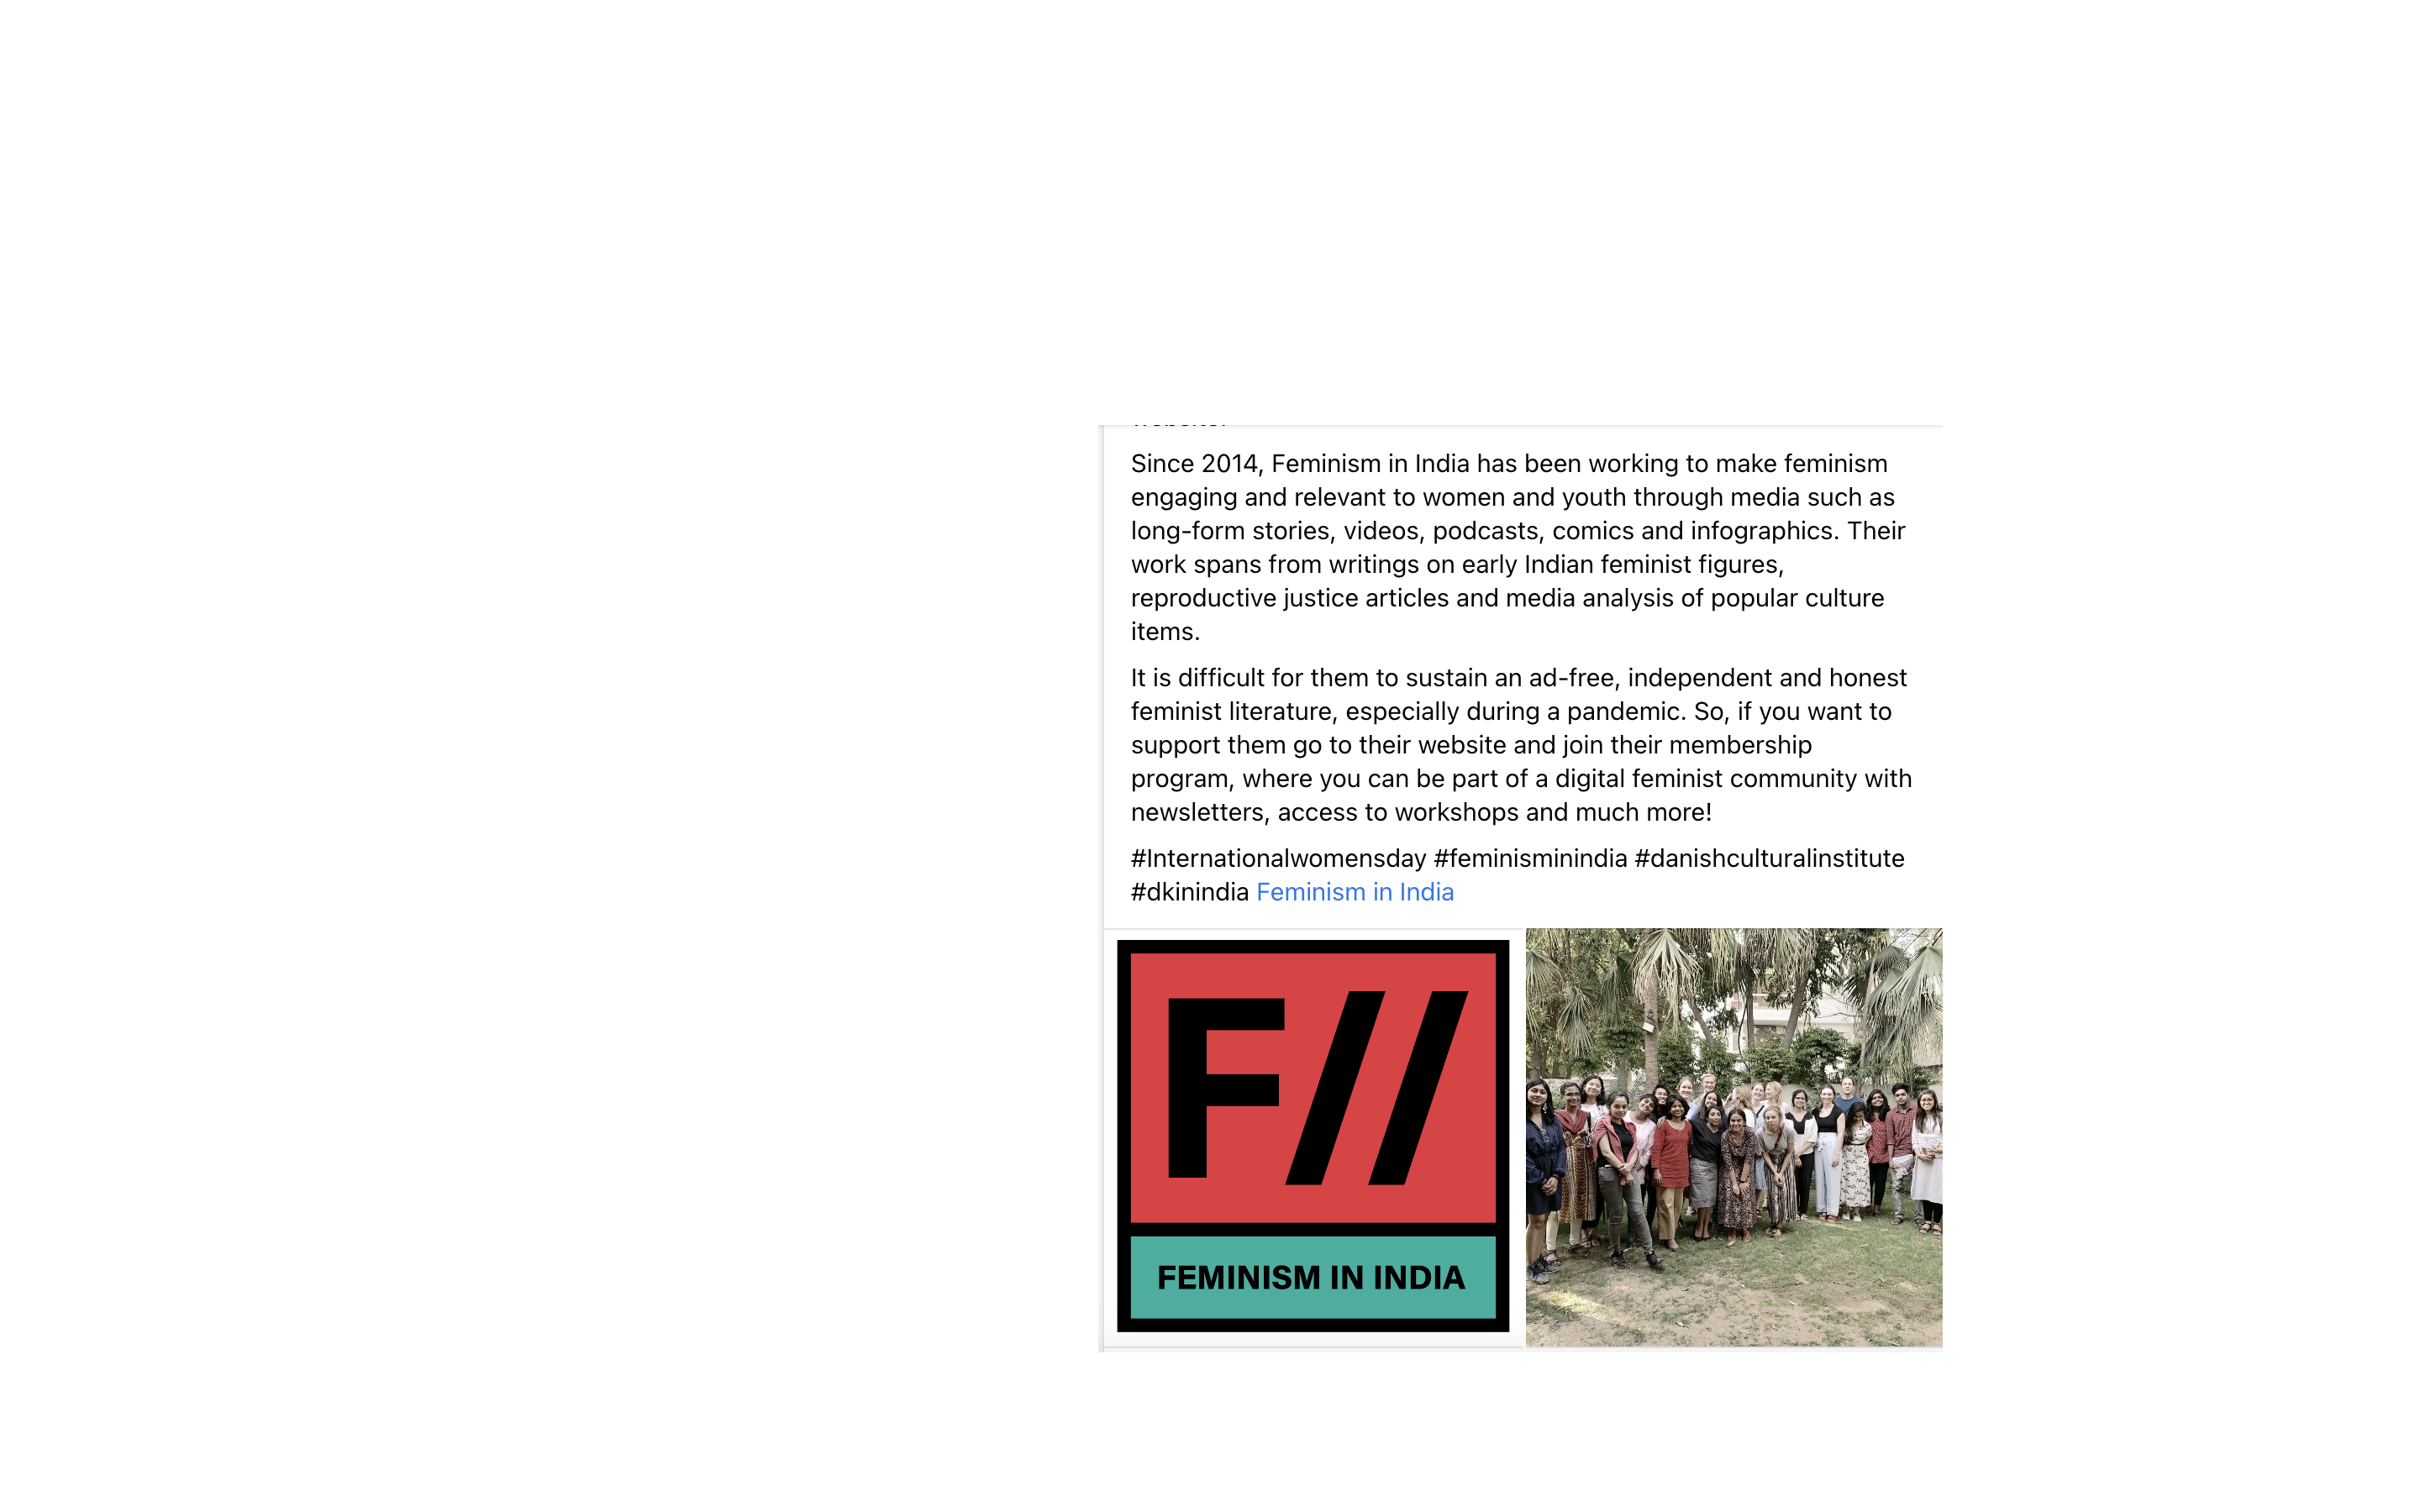 Since 2014, Feminism in India has been working to make feminism
engaging and relevant to women and youth through media such as
long-form stories, videos, podcasts, comics and infographics. Their
work spans from writings on early Indian feminist figures,
reproductive justice articles and media analysis of popular culture
items.
It is difficult for them to sustain an ad-free, independent and honest
feminist literature, especially during a pandemic. So, if you want to
support them go to their website and join their membership
program, where you can be part of a digital feminist community with
newsletters, access to workshops and much more!
#Internationalwomensday #feminisminindia #danishculturalinstitute
#dkinindia Feminism in India
F//
FEMINISM IN INDIA